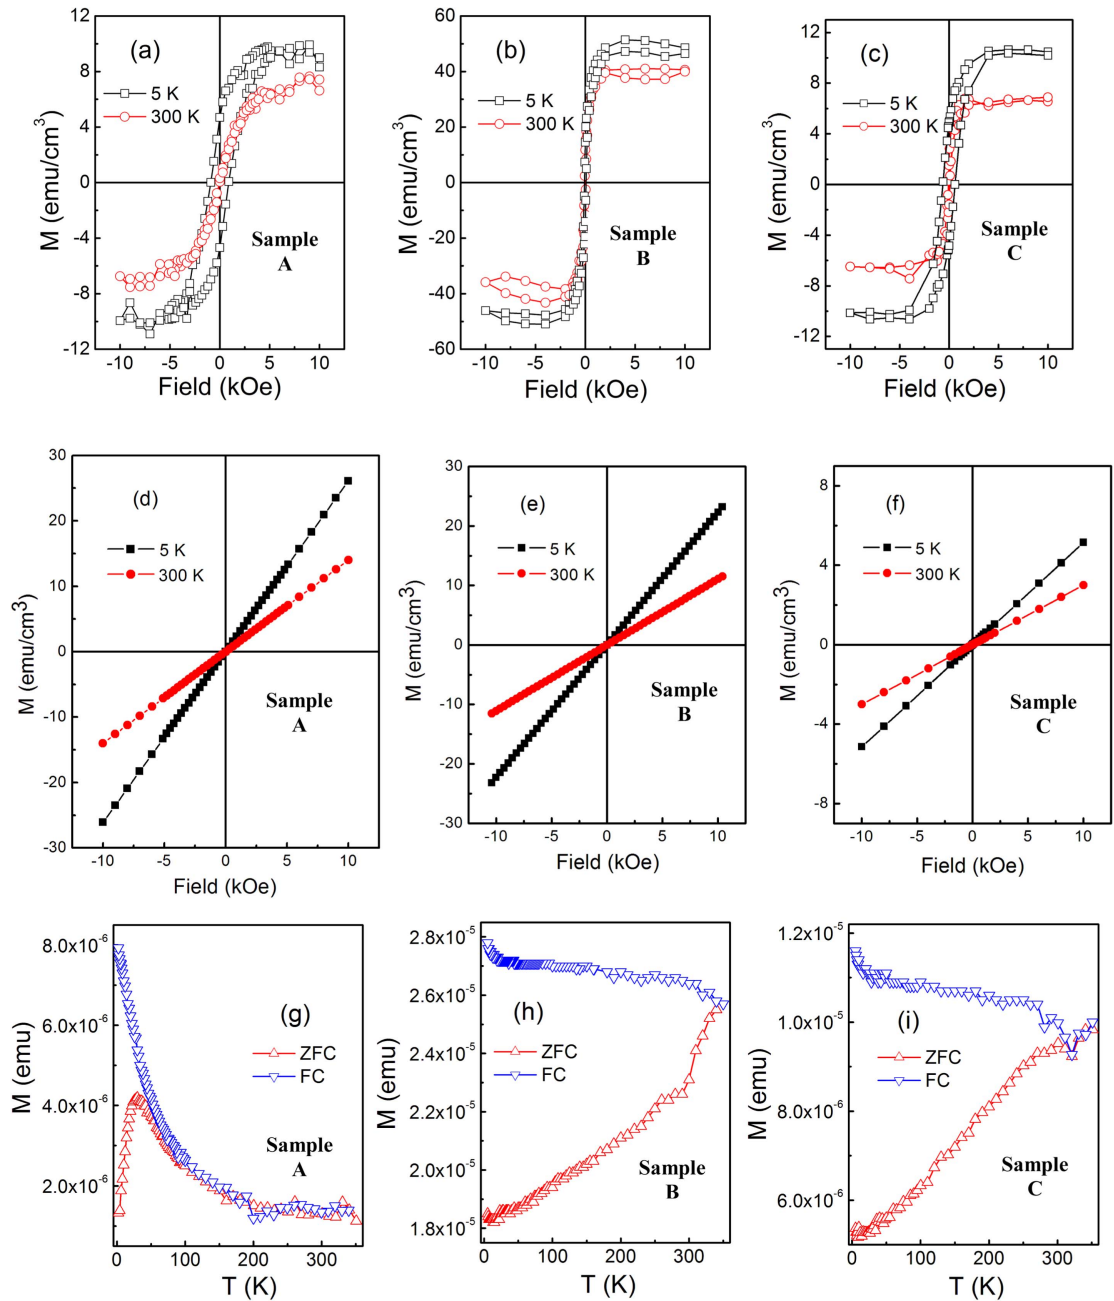 12
8
4
0
-4
-8
-12
M (emu/cm³)
(a)
5 K
300 K
Sample
A
-10 -5 0 5 10
Field (kOe)
60
40
20
0
-20
-40
-60
M (emu/cm³)
(b)
5 K
300 K
Sample
B
-10 -5 0 5 10
Field (kOe)
12
8
4
0
-4
-8
-12
M (emu/cm³)
(c)
5 K
300 K
Sample
C
-10 -5 0 5 10
Field (kOe)
30
20
10
0
-10
-20
-30
M (emu/cm³)
(d)
5 K
300 K
Sample
A
-10 -5 0 5 10
Field (kOe)
30
20
10
0
-10
-20
-30
M (emu/cm³)
(e)
5 K
300 K
Sample
B
-10 -5 0 5 10
Field (kOe)
8
4
0
-4
-8
M (emu/cm³)
(f)
5 K
300 K
Sample
C
-10 -5 0 5 10
Field (kOe)
8.0x10⁻⁶
6.0x10⁻⁶
4.0x10⁻⁶
2.0x10⁻⁶
M (emu)
(g)
ZFC
FC
Sample
A
0 100 200 300
T (K)
2.8x10⁻⁵
2.6x10⁻⁵
2.4x10⁻⁵
2.2x10⁻⁵
2.0x10⁻⁵
1.8x10⁻⁵
M (emu)
(h)
ZFC
FC
Sample
B
0 100 200 300
T (K)
1.2x10⁻⁵
1.0x10⁻⁵
8.0x10⁻⁶
6.0x10⁻⁶
M (emu)
(i)
ZFC
FC
Sample
C
0 100 200 300
T (K)